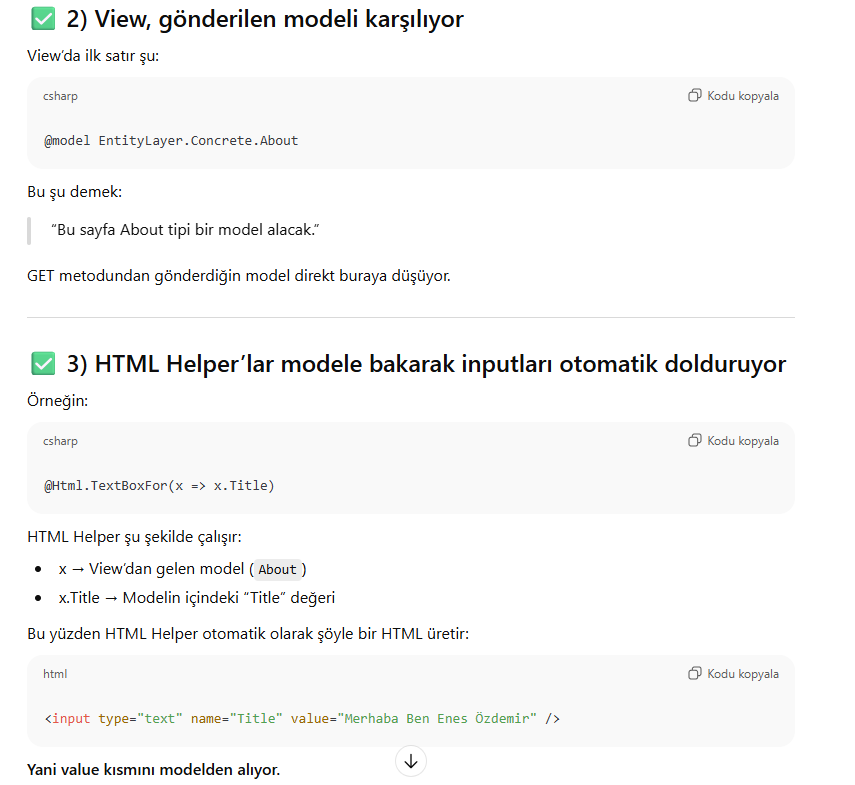 ✅ 2) View, gönderilen modeli karşılıyor
View’da ilk satır şu:
csharp Kodu kopyala
@model EntityLayer.Concrete.About
Bu şu demek:
“Bu sayfa About tipi bir model alacak.”
GET metodundan gönderdiğin model direkt buraya düşüyor.
✅ 3) HTML Helper’lar modele bakarak inputları otomatik dolduruyor
Örneğin:
csharp Kodu kopyala
@Html.TextBoxFor(x => x.Title)
HTML Helper şu şekilde çalışır:
• x → View’dan gelen model (About)
• x.Title → Modelin içindeki “Title” değeri
Bu yüzden HTML Helper otomatik olarak şöyle bir HTML üretir:
html Kodu kopyala
<input type="text" name="Title" value="Merhaba Ben Enes Özdemir" />
Yani value kısmını modelden alıyor.